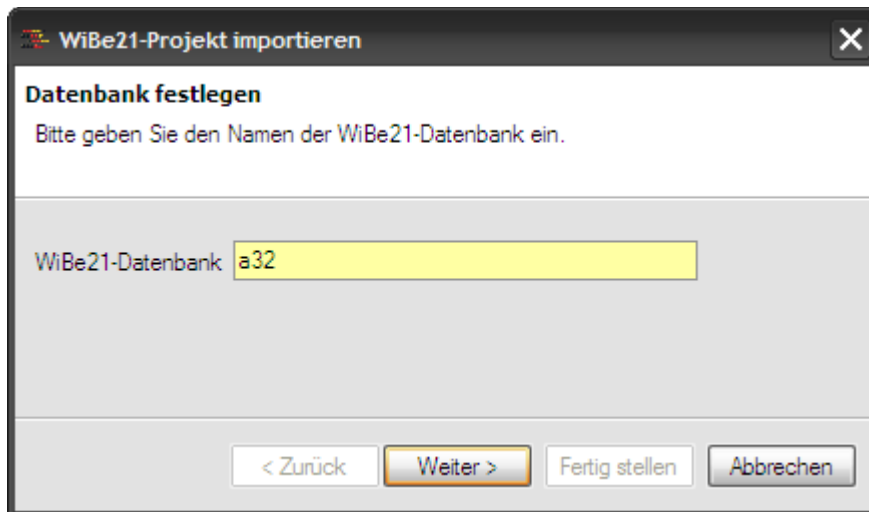 WiBe21-Projekt importieren
Datenbank festlegen
Bitte geben Sie den Namen der WiBe21-Datenbank ein.
WiBe21-Datenbank a32
< Zurück Weiter > Fertig stellen Abbrechen